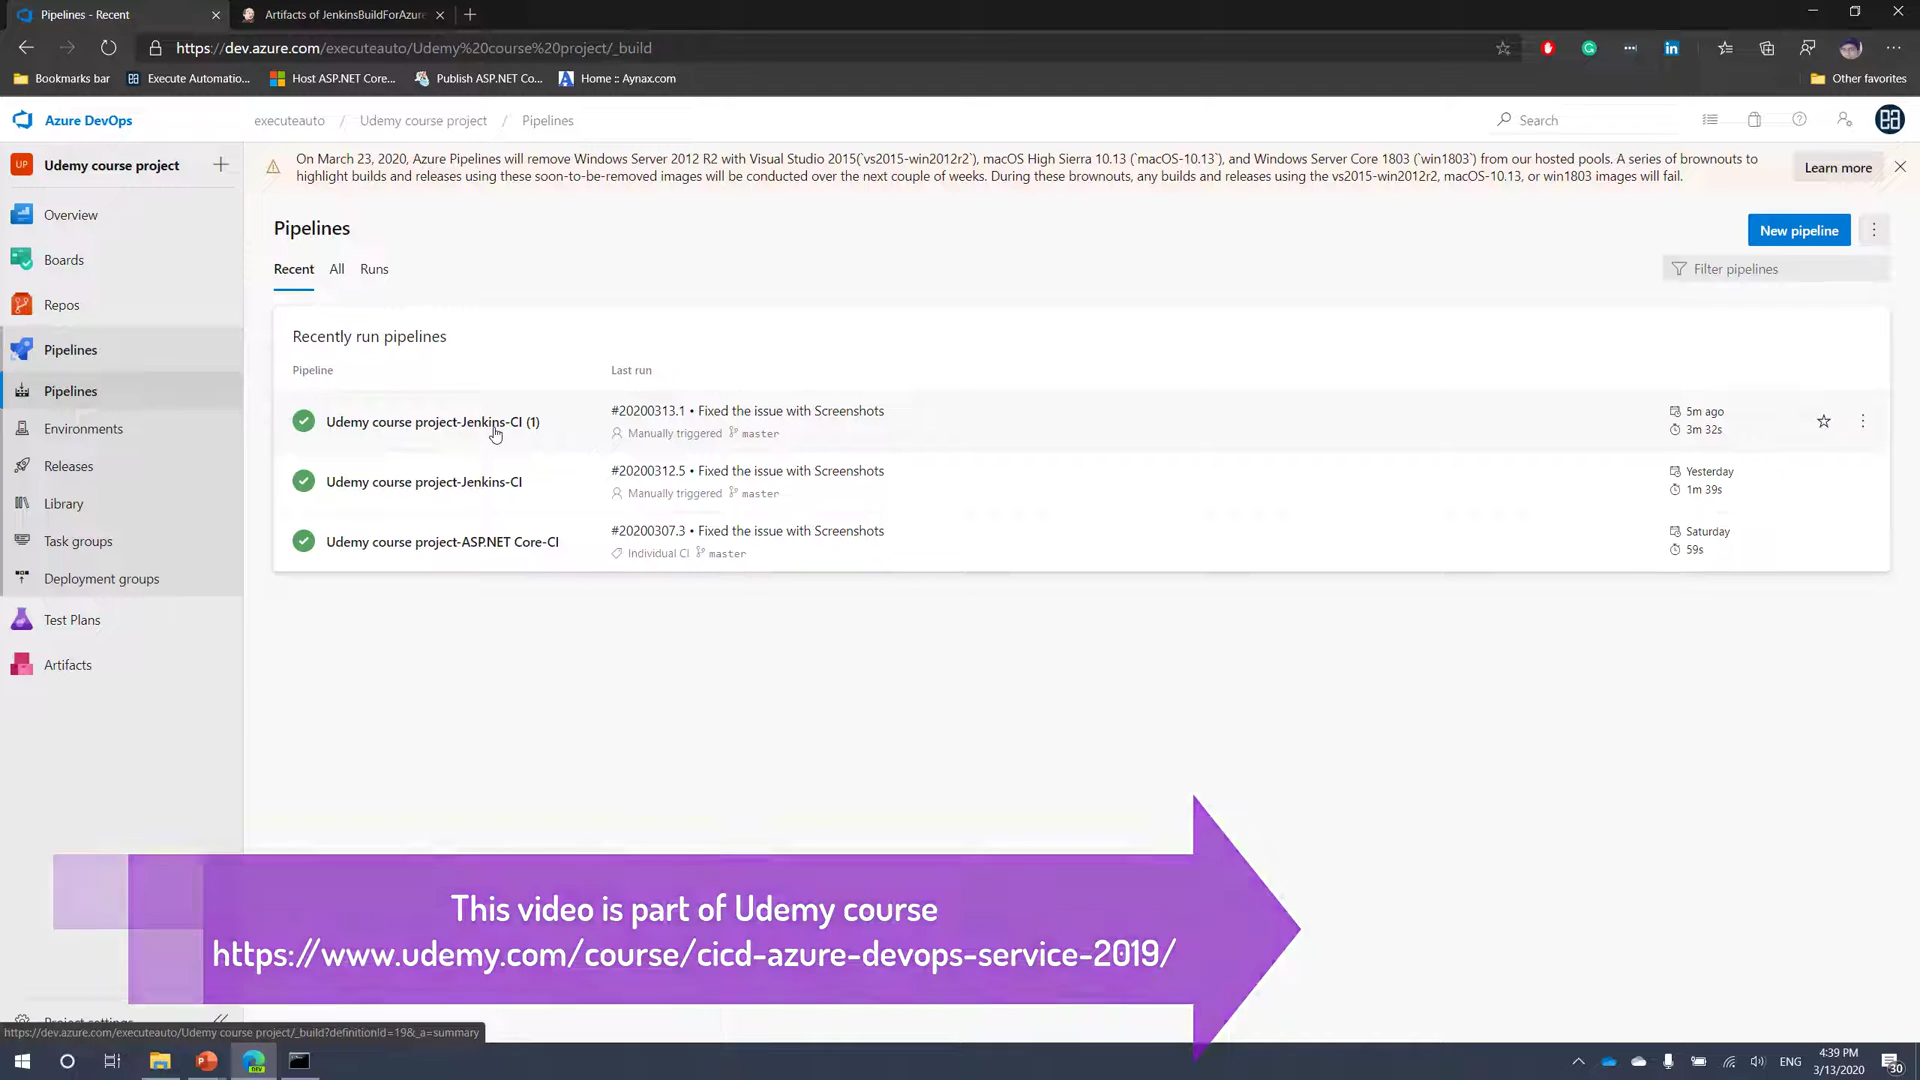 Pipelines - Recent
Artifacts of JenkinsBuildForAzure
https://dev.azure.com/executeauto/Udemy%20course%20project/_build
Bookmarks bar
Execute Automatio...
Host ASP.NET Core...
Publish ASP.NET Co...
Home :: Aynax.com
Other favorites
Azure DevOps
executeauto / Udemy course project / Pipelines
Search
UP Udemy course project
On March 23, 2020, Azure Pipelines will remove Windows Server 2012 R2 with Visual Studio 2015(`vs2015-win2012r2`), macOS High Sierra 10.13 (`macOS-10.13`), and Windows Server Core 1803 (`win1803`) from our hosted pools. A series of brownouts to
highlight builds and releases using these soon-to-be-removed images will be conducted over the next couple of weeks. During these brownouts, any builds and releases using the vs2015-win2012r2, macOS-10.13, or win1803 images will fail.
Learn more
Overview
Boards
Repos
Pipelines
Pipelines
Environments
Releases
Library
Task groups
Deployment groups
Test Plans
Artifacts
Pipelines
New pipeline
Recent All Runs
Filter pipelines
Recently run pipelines
Pipeline Last run
Udemy course project-Jenkins-CI (1)
#20200313.1 • Fixed the issue with Screenshots
Manually triggered master
5m ago
3m 32s
Udemy course project-Jenkins-CI
#20200312.5 • Fixed the issue with Screenshots
Manually triggered master
Yesterday
1m 39s
Udemy course project-ASP.NET Core-CI
#20200307.3 • Fixed the issue with Screenshots
Individual CI master
Saturday
59s
This video is part of Udemy course
https://www.udemy.com/course/cicd-azure-devops-service-2019/
Project settings
https://dev.azure.com/executeauto/Udemy course project/_build?definitionId=19&_a=summary
DEV
ENG
4:39 PM
3/13/2020
30